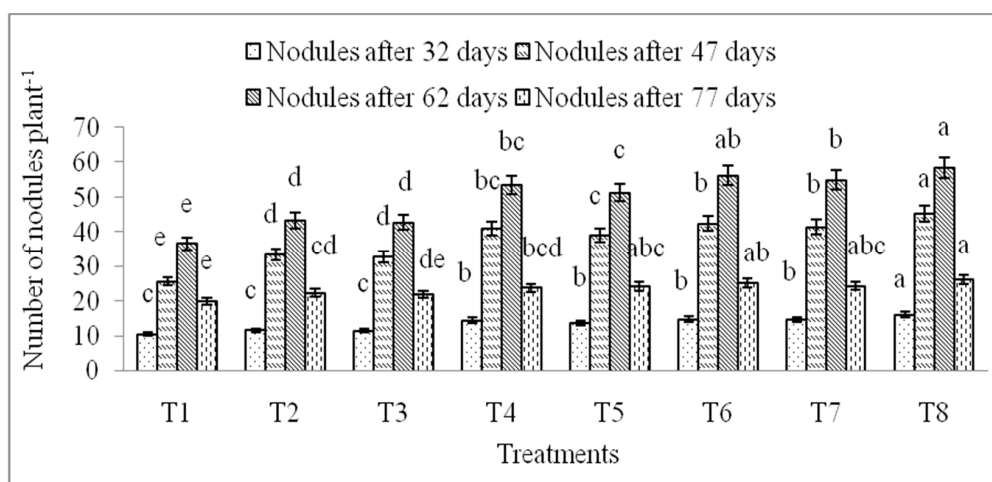 Nodules after 32 days Nodules after 47 days
Nodules after 62 days Nodules after 77 days
Number of nodules plant⁻¹
70
60
50
40
30
20
10
0
c e e e
c d d cd
c d d de
b bc bc bcd
b c c abc
b b ab ab
b b b abc
a a a a
T1 T2 T3 T4 T5 T6 T7 T8
Treatments